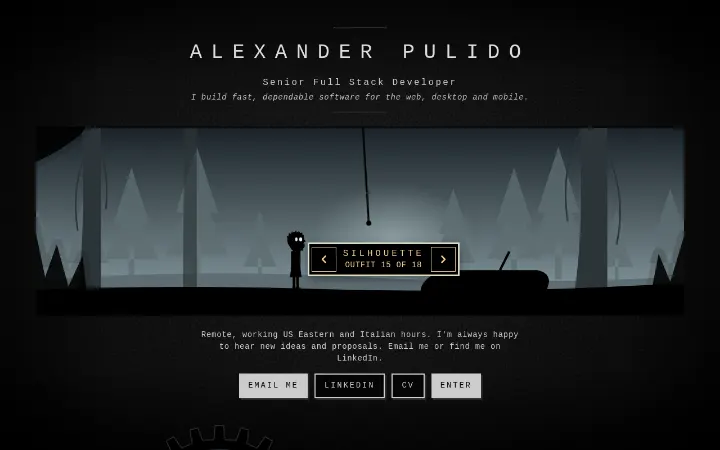 ALEXANDER PULIDO
Senior Full Stack Developer
I build fast, dependable software for the web, desktop and mobile.
SILHOUETTE
OUTFIT 15 OF 18
Remote, working US Eastern and Italian hours. I'm always happy
to hear new ideas and proposals. Email me or find me on
LinkedIn.
EMAIL ME LINKEDIN CV ENTER